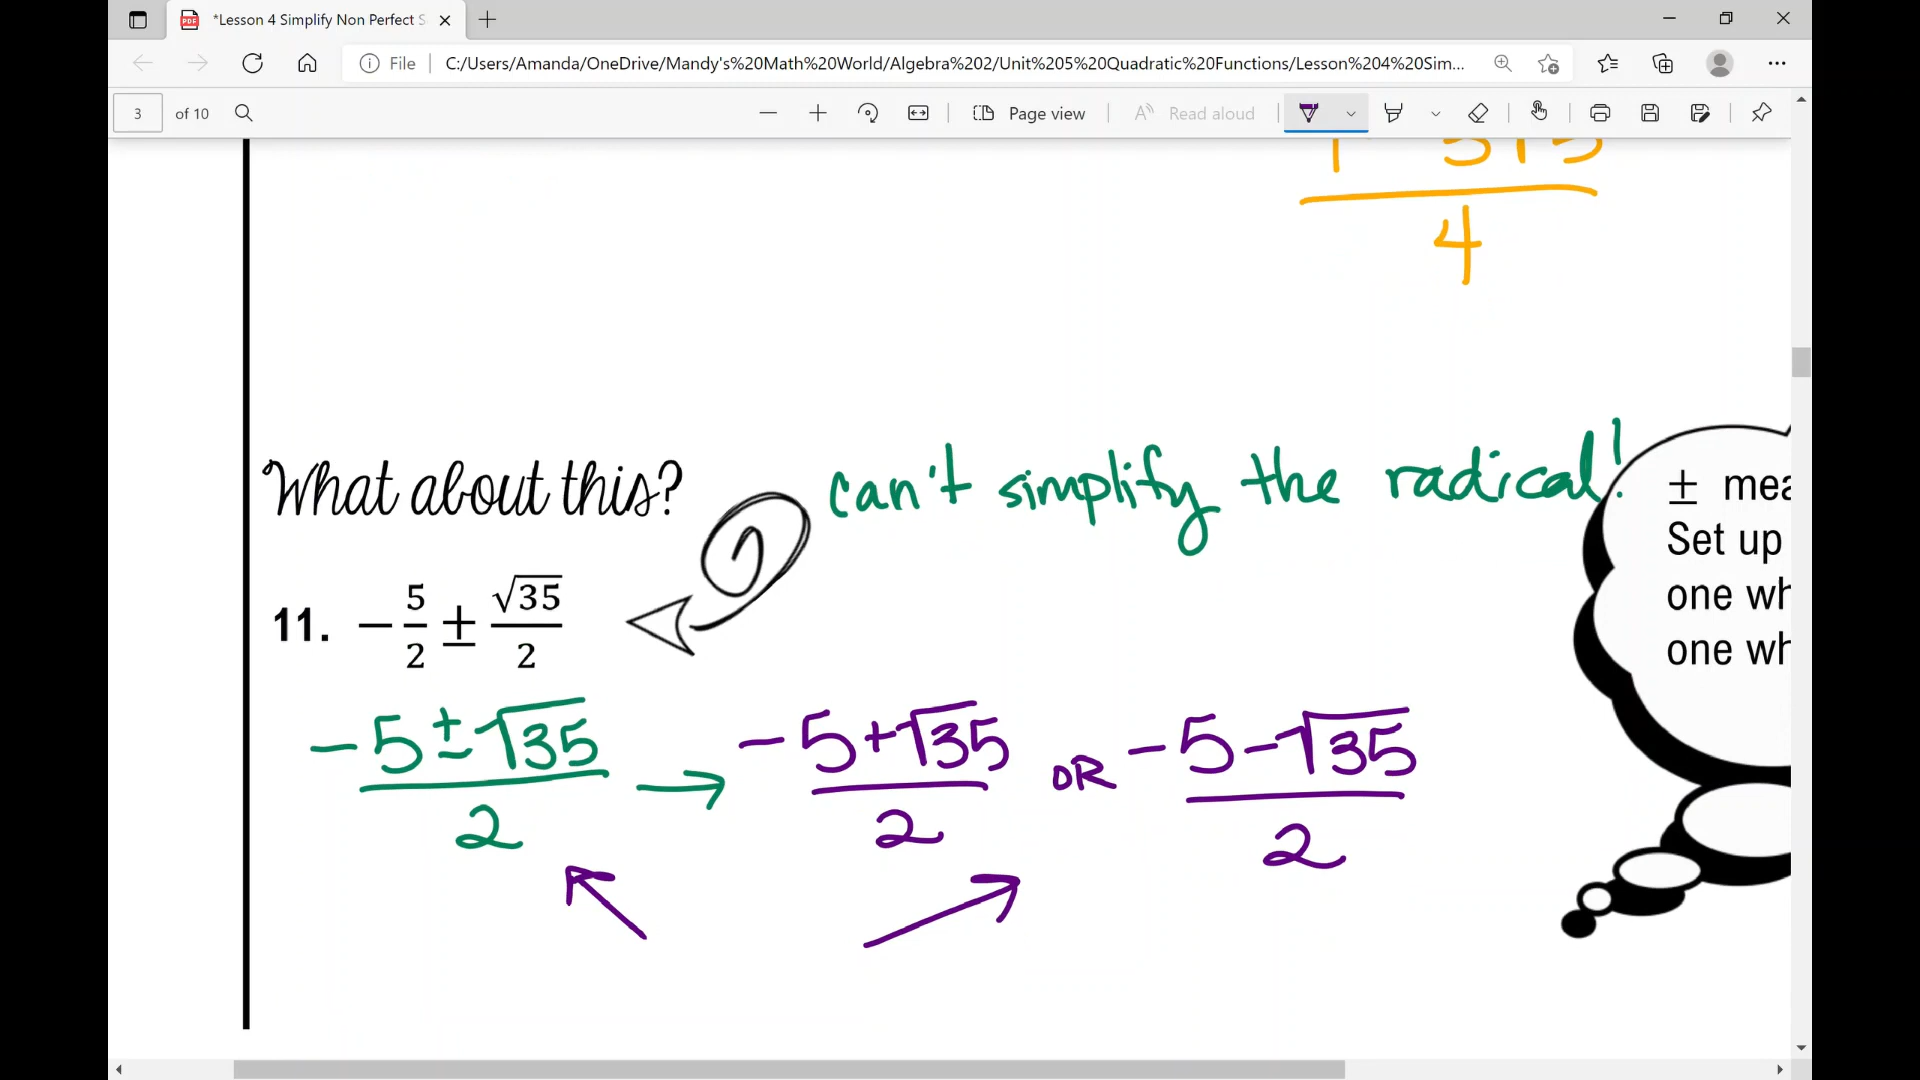 *Lesson 4 Simplify Non Perfect S
File
C:/Users/Amanda/OneDrive/Mandy's%20Math%20World/Algebra%202/Unit%205%20Quadratic%20Functions/Lesson%204%20Sim...
3 of 10
Page view
Read aloud
4
What about this?
can't simplify the radical!
± mea
Set up
one wh
one wh
11. −5/2 ± √35/2
−5±√35/2 → −5+√35/2 OR −5−√35/2